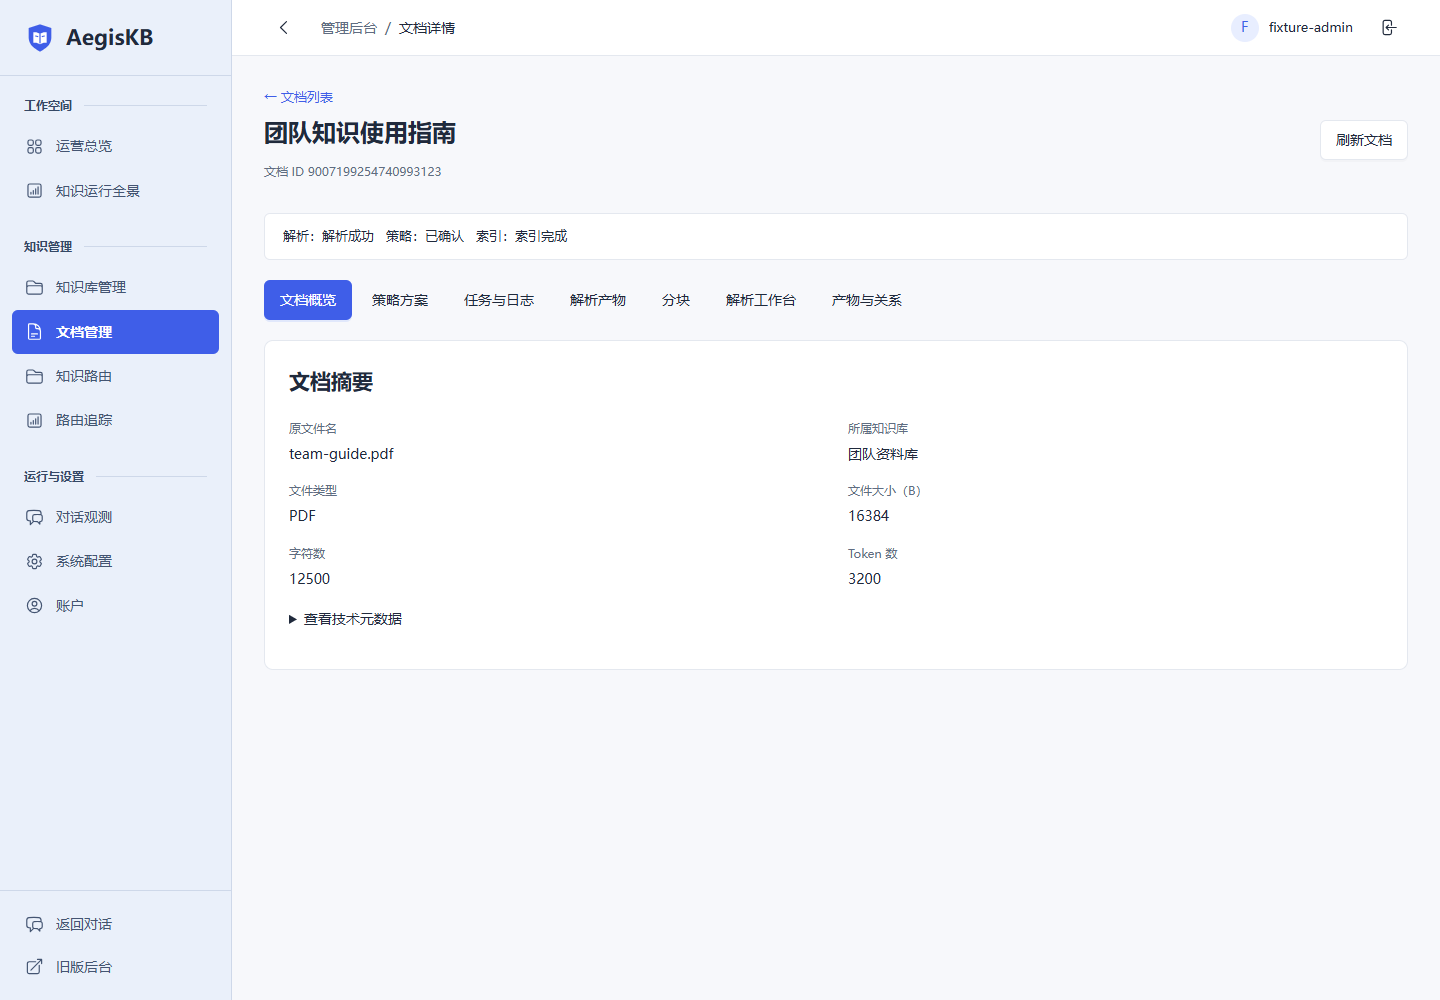 AegisKB
工作空间
运营总览
知识运行全景
知识管理
知识库管理
文档管理
知识路由
路由追踪
运行与设置
对话观测
系统配置
账户
返回对话
旧版后台
管理后台 / 文档详情
F fixture-admin
← 文档列表
团队知识使用指南
文档 ID 9007199254740993123
刷新文档
解析：解析成功 策略：已确认 索引：索引完成
文档概览 策略方案 任务与日志 解析产物 分块 解析工作台 产物与关系
文档摘要
原文件名
team-guide.pdf
所属知识库
团队资料库
文件类型
PDF
文件大小（B）
16384
字符数
12500
Token 数
3200
▶ 查看技术元数据